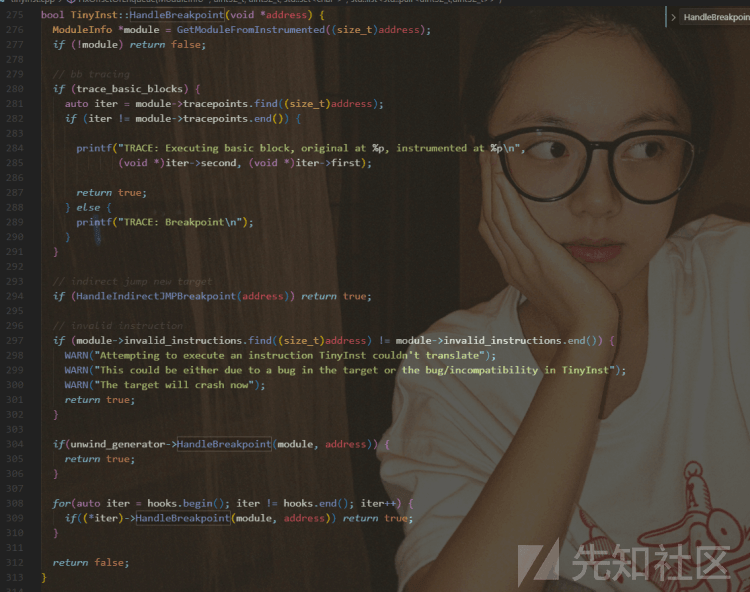 275 bool TinyInst::HandleBreakpoint(void *address) {
276 ModuleInfo *module = GetModuleFromInstrumented((size_t)address);
277 if (!module) return false;
278
279 // bb tracing
280 if (trace_basic_blocks) {
281 auto iter = module->tracepoints.find((size_t)address);
282 if (iter != module->tracepoints.end()) {
283
284 printf("TRACE: Executing basic block, original at %p, instrumented at %p\n",
285 (void *)iter->second, (void *)iter->first);
286
287 return true;
288 } else {
289 printf("TRACE: Breakpoint\n");
290 }
291 }
292
293 // indirect jump new target
294 if (HandleIndirectJMPBreakpoint(address)) return true;
295
296 // invalid instruction
297 if (module->invalid_instructions.find((size_t)address) != module->invalid_instructions.end()) {
298 WARN("Attempting to execute an instruction TinyInst couldn't translate");
299 WARN("This could be either due to a bug in the target or the bug/incompatibility in TinyInst");
300 WARN("The target will crash now");
301 return true;
302 }
303
304 if(unwind_generator->HandleBreakpoint(module, address)) {
305 return true;
306 }
307
308 for(auto iter = hooks.begin(); iter != hooks.end(); iter++) {
309 if((*iter)->HandleBreakpoint(module, address)) return true;
310 }
311
312 return false;
313 }
HandleBreakpoin
先知社区